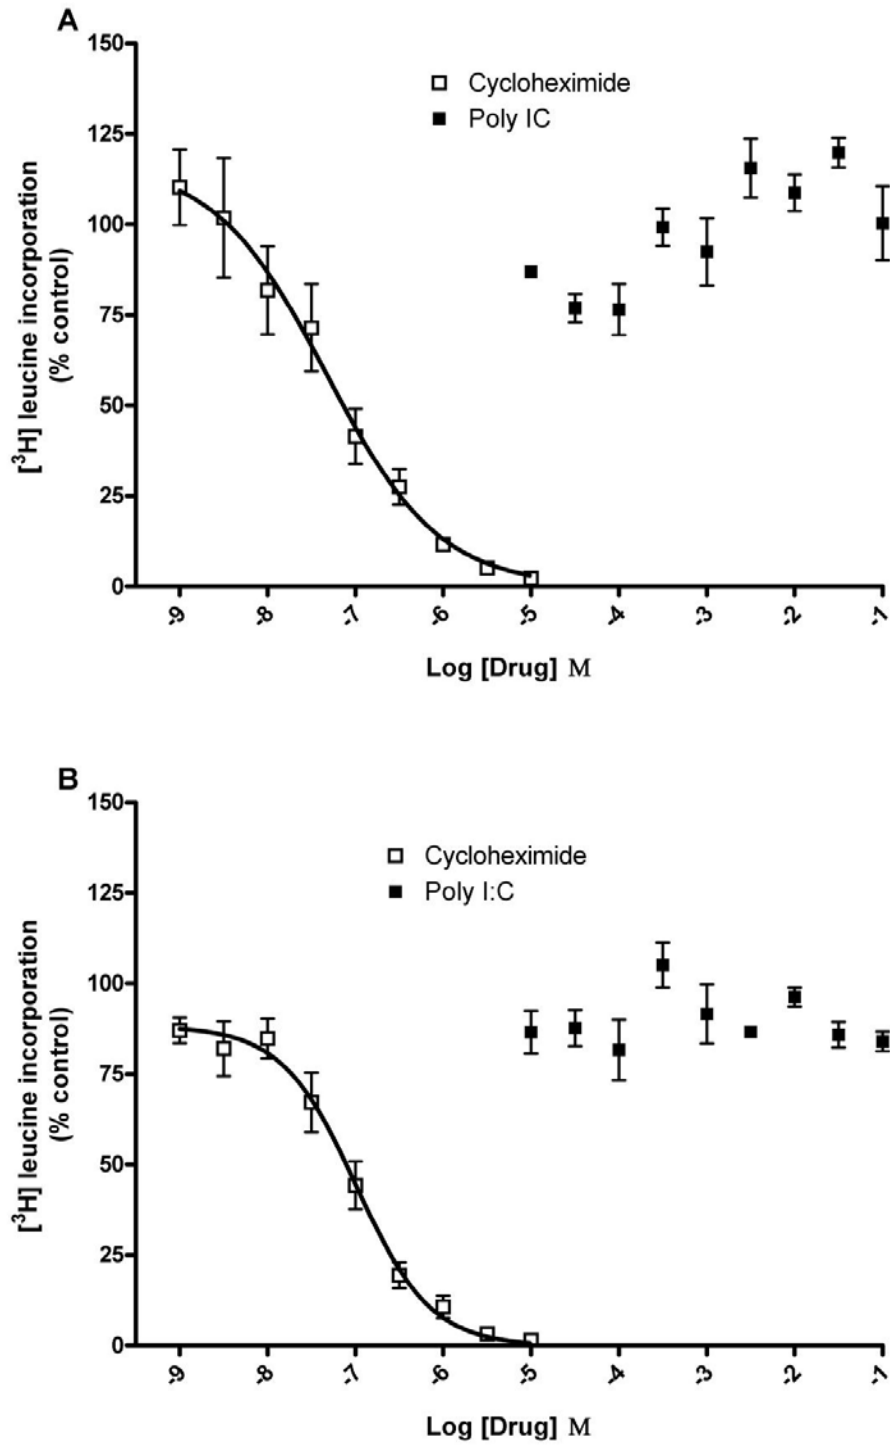 A
150
125
100
75
50
25
0
[³H] leucine incorporation
(% control)
Cycloheximide
Poly IC
-9 -8 -7 -6 -5 -4 -3 -2 -1
Log [Drug] M
B
150
125
100
75
50
25
0
[³H] leucine incorporation
(% control)
Cycloheximide
Poly I:C
-9 -8 -7 -6 -5 -4 -3 -2 -1
Log [Drug] M